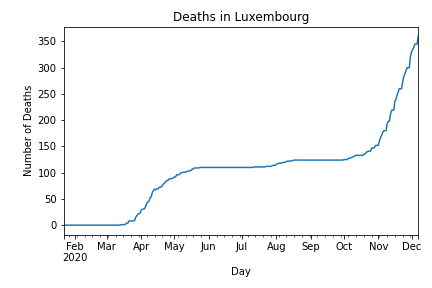 Deaths in Luxembourg
Number of Deaths
350
300
250
200
150
100
50
0
Feb Mar Apr May Jun Jul Aug Sep Oct Nov Dec
2020
Day